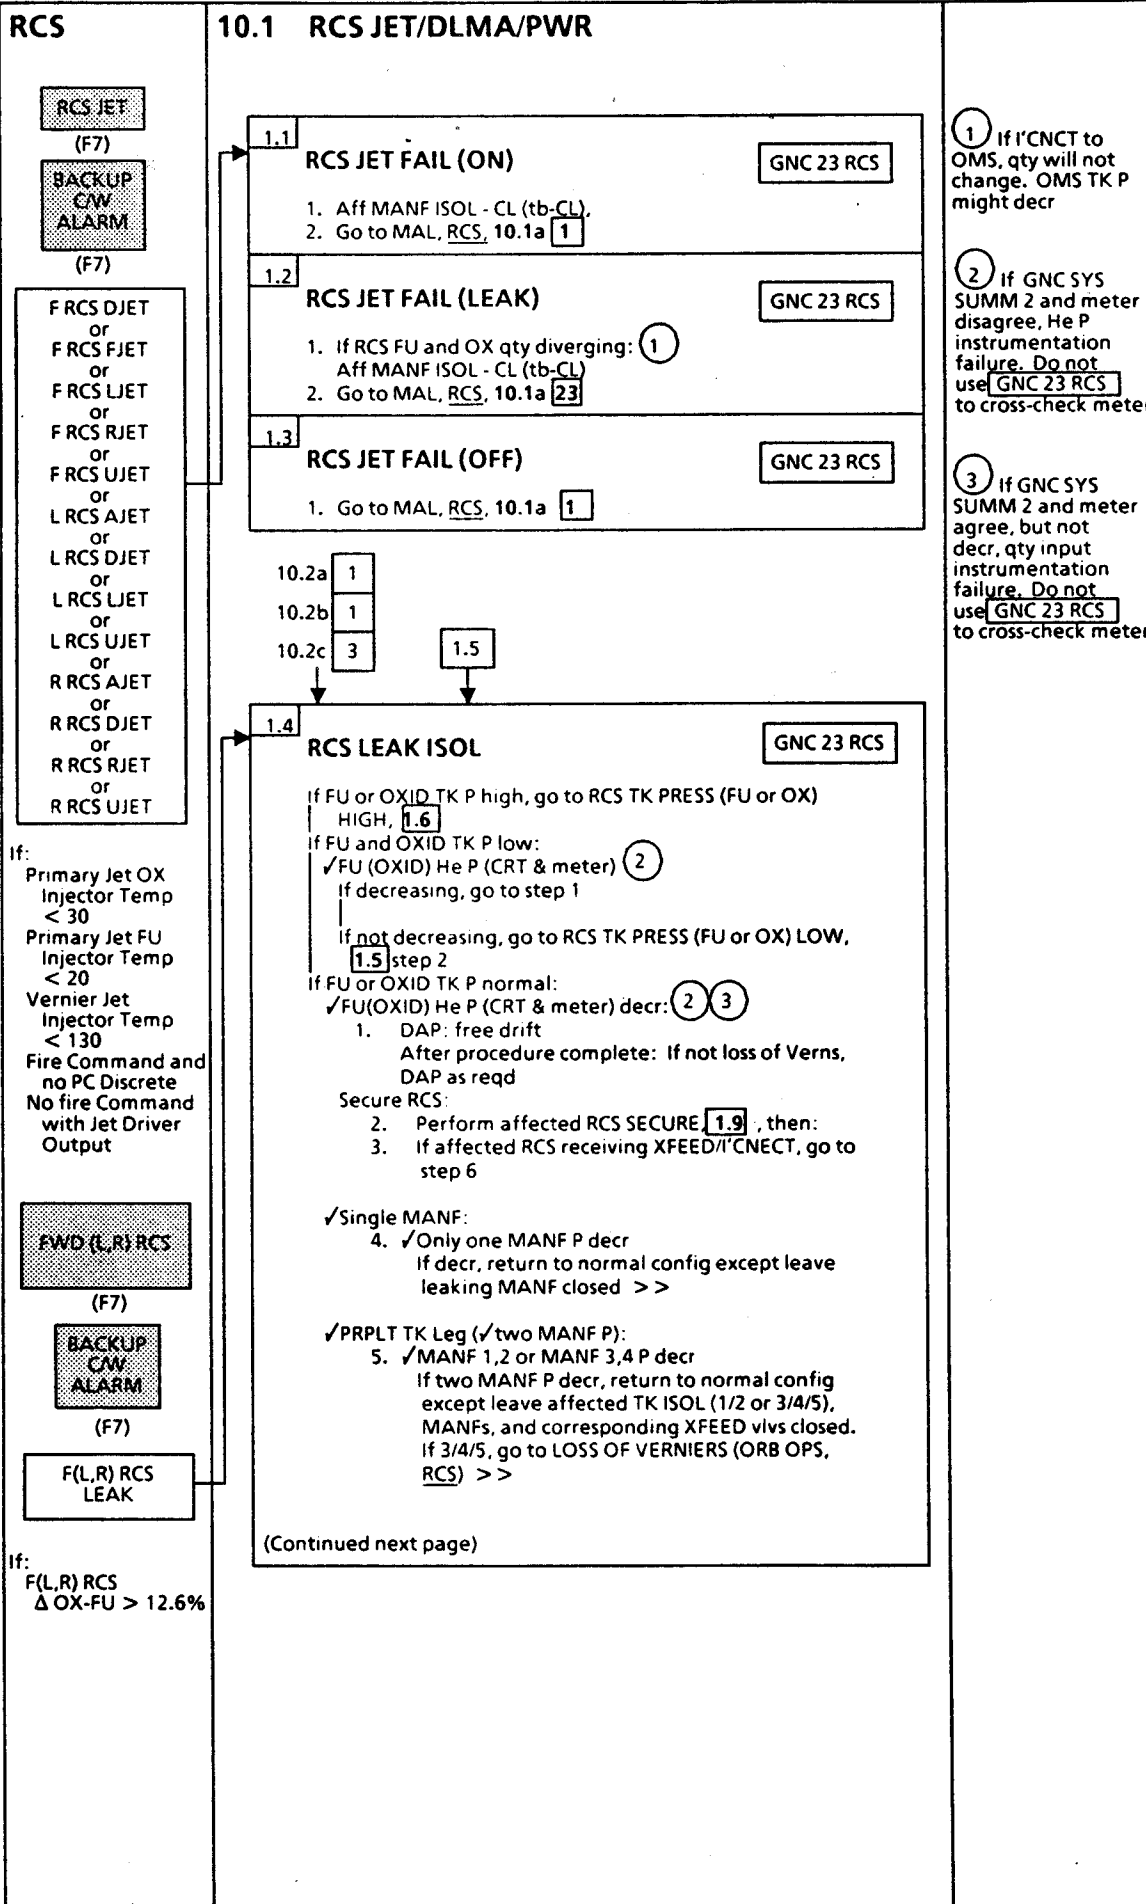 RCS
10.1 RCS JET/DLMA/PWR
RCS JET
(F7)
BACKUP
C/W
ALARM
(F7)
F RCS DJET
or
F RCS FJET
or
F RCS LJET
or
F RCS RJET
or
F RCS UJET
or
L RCS AJET
or
L RCS DJET
or
L RCS LJET
or
L RCS UJET
or
R RCS AJET
or
R RCS DJET
or
R RCS RJET
or
R RCS UJET
If:
Primary Jet OX
Injector Temp
< 30
Primary Jet FU
Injector Temp
< 20
Vernier Jet
Injector Temp
< 130
Fire Command and
no PC Discrete
No fire Command
with Jet Driver
Output
FWD (L,R) RCS
(F7)
BACKUP
C/W
ALARM
(F7)
F(L,R) RCS
LEAK
If:
F(L,R) RCS
Δ OX-FU > 12.6%
1.1
RCS JET FAIL (ON)
GNC 23 RCS
1. Aff MANF ISOL - CL (tb-CL),
2. Go to MAL, RCS, 10.1a 1
1.2
RCS JET FAIL (LEAK)
GNC 23 RCS
1. If RCS FU and OX qty diverging: 1
Aff MANF ISOL - CL (tb-CL)
2. Go to MAL, RCS, 10.1a 23
1.3
RCS JET FAIL (OFF)
GNC 23 RCS
1. Go to MAL, RCS, 10.1a 1
10.2a 1
10.2b 1
10.2c 3
1.5
1.4
RCS LEAK ISOL
GNC 23 RCS
If FU or OXID TK P high, go to RCS TK PRESS (FU or OX)
HIGH, 1.6
If FU and OXID TK P low:
✓FU (OXID) He P (CRT & meter) 2
If decreasing, go to step 1
If not decreasing, go to RCS TK PRESS (FU or OX) LOW,
1.5 step 2
If FU or OXID TK P normal:
✓FU(OXID) He P (CRT & meter) decr: 2 3
1. DAP: free drift
After procedure complete: If not loss of Verns,
DAP as reqd
Secure RCS:
2. Perform affected RCS SECURE, 1.9 , then:
3. If affected RCS receiving XFEED/I'CNECT, go to
step 6
✓Single MANF:
4. ✓Only one MANF P decr
If decr, return to normal config except leave
leaking MANF closed > >
✓PRPLT TK Leg (✓two MANF P):
5. ✓MANF 1,2 or MANF 3,4 P decr
If two MANF P decr, return to normal config
except leave affected TK ISOL (1/2 or 3/4/5),
MANFs, and corresponding XFEED vlvs closed.
If 3/4/5, go to LOSS OF VERNIERS (ORB OPS,
RCS) > >
(Continued next page)
1 If I'CNCT to
OMS, qty will not
change. OMS TK P
might decr
2 If GNC SYS
SUMM 2 and meter
disagree, He P
instrumentation
failure. Do not
use GNC 23 RCS
to cross-check meter
3 If GNC SYS
SUMM 2 and meter
agree, but not
decr, qty input
instrumentation
failure. Do not
use GNC 23 RCS
to cross-check meter